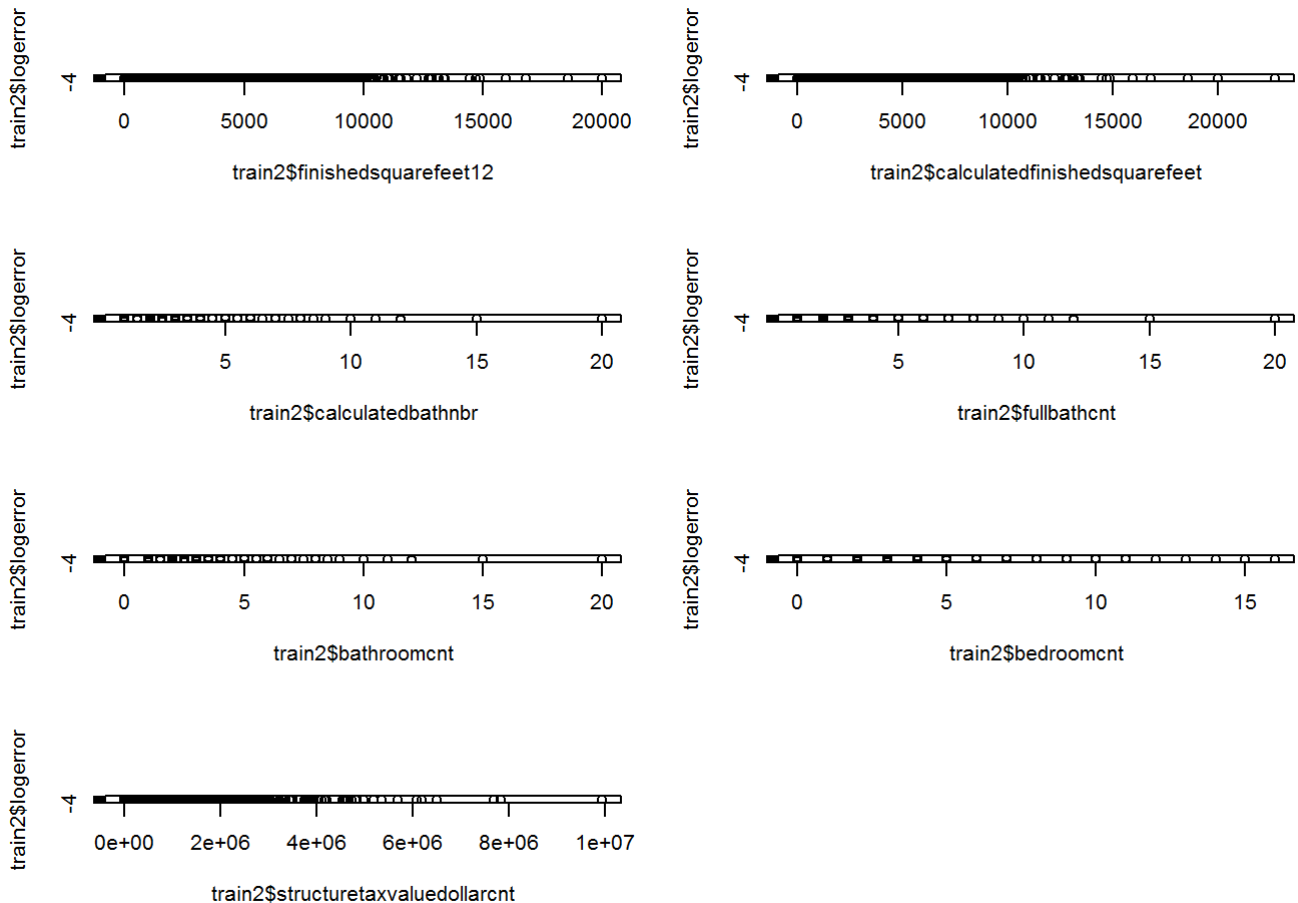 train2$logerror
-4
0 5000 10000 15000 20000
train2$finishedsquarefeet12
train2$logerror
-4
0 5000 10000 15000 20000
train2$calculatedfinishedsquarefeet
train2$logerror
-4
5 10 15 20
train2$calculatedbathnbr
train2$logerror
-4
5 10 15 20
train2$fullbathcnt
train2$logerror
-4
0 5 10 15 20
train2$bathroomcnt
train2$logerror
-4
0 5 10 15
train2$bedroomcnt
train2$logerror
-4
0e+00 2e+06 4e+06 6e+06 8e+06 1e+07
train2$structuretaxvaluedollarcnt